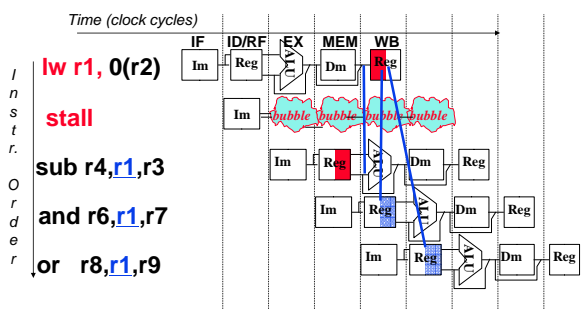 Time (clock cycles)
IF ID/RF EX MEM WB
Instr. Order
lw r1, 0(r2) Im Reg ALU Dm Reg
stall Im bubble bubble bubble bubble
sub r4,r1,r3 Im Reg ALU Dm Reg
and r6,r1,r7 Im Reg ALU Dm Reg
or r8,r1,r9 Im Reg ALU Dm Reg